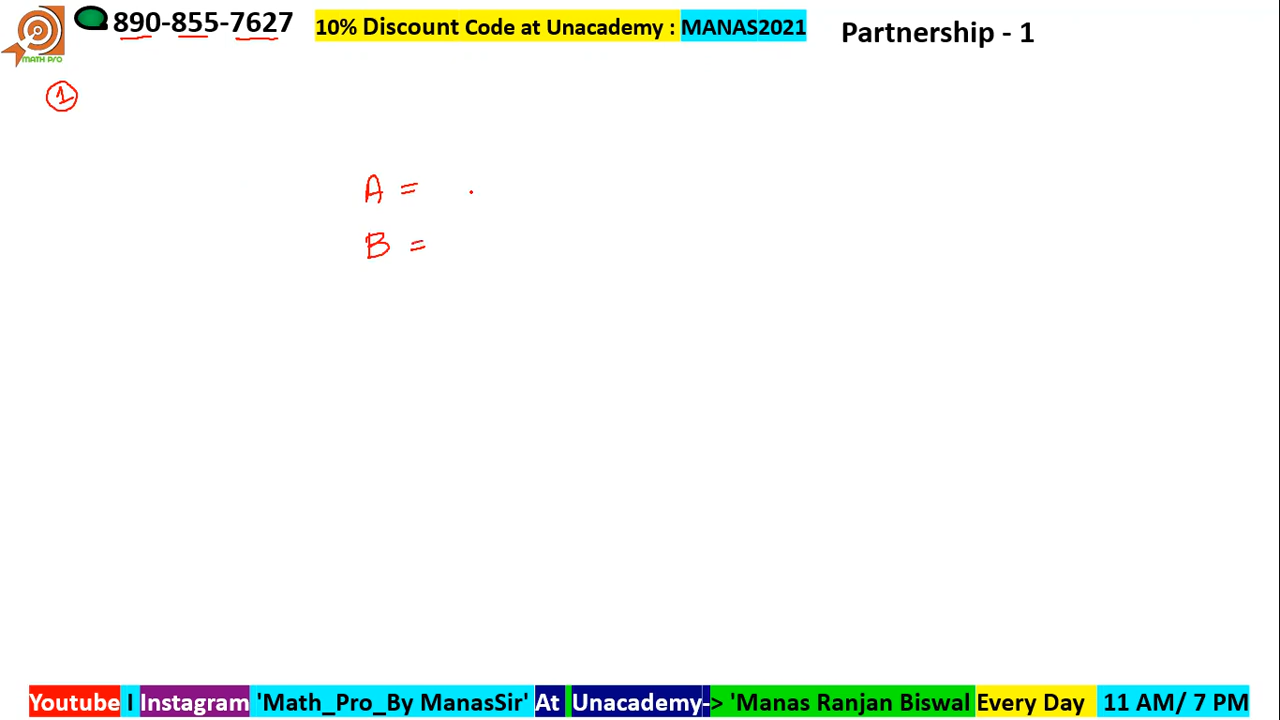 890-855-7627 10% Discount Code at Unacademy : MANAS2021 Partnership - 1
MATH PRO
1
A = .
B =
Youtube I Instagram 'Math_Pro_By ManasSir' At Unacademy-> 'Manas Ranjan Biswal Every Day 11 AM/ 7 PM